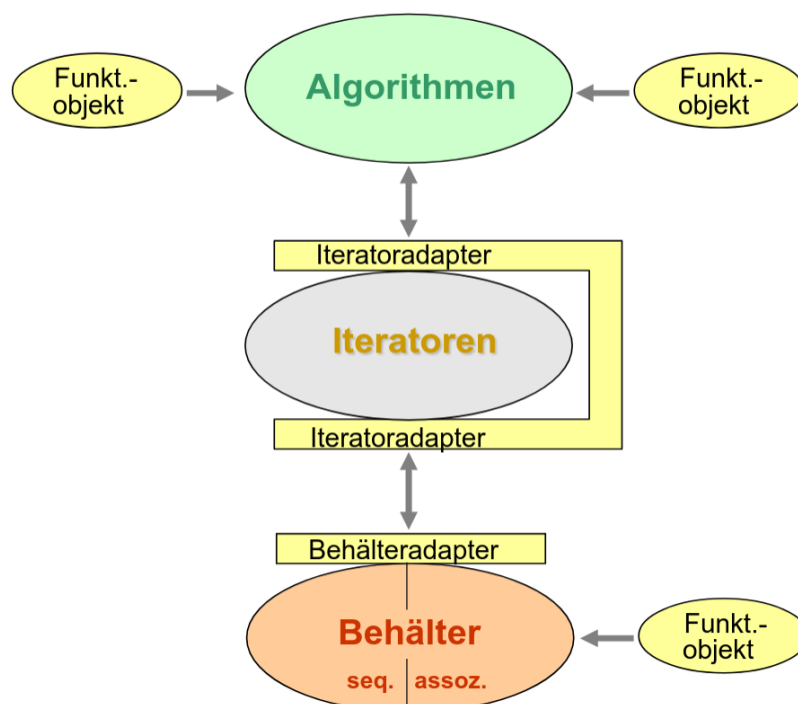 Funkt.-
objekt
Algorithmen
Funkt.-
objekt
Iteratoradapter
Iteratoren
Iteratoradapter
Behälteradapter
Behälter
seq. assoz.
Funkt.-
objekt